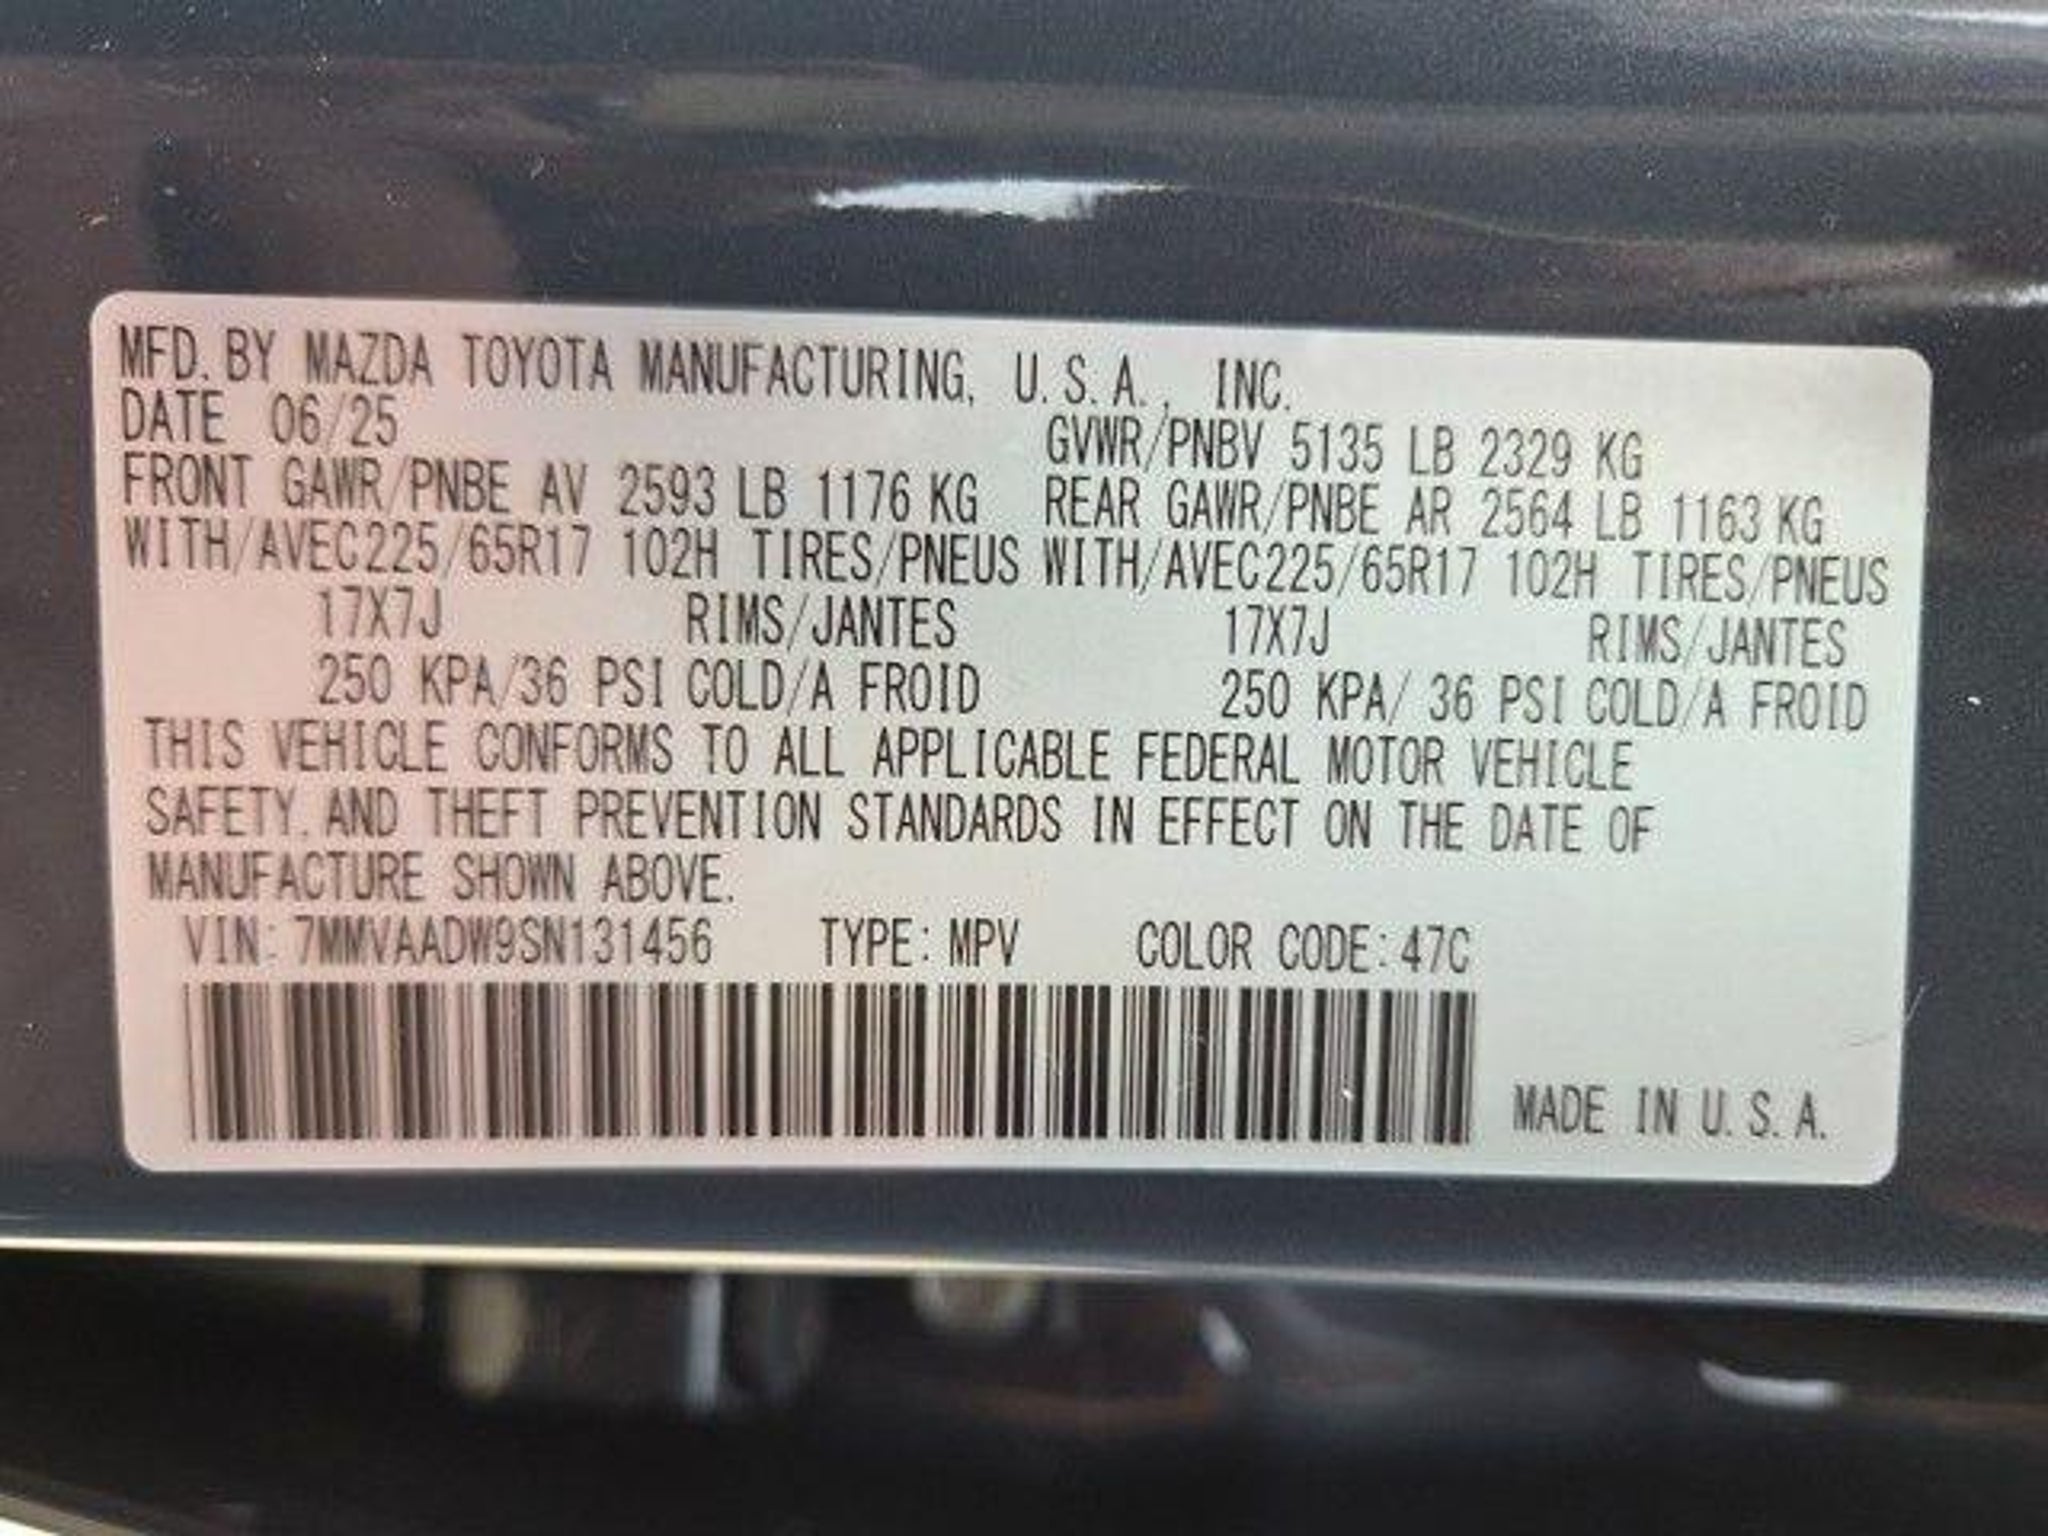 MFD. BY MAZDA TOYOTA MANUFACTURING, U.S.A., INC.
DATE 06/25
GVWR/PNBV 5135 LB 2329 KG
FRONT GAWR/PNBE AV 2593 LB 1176 KG REAR GAWR/PNBE AR 2564 LB 1163 KG
WITH/AVEC225/65R17 102H TIRES/PNEUS WITH/AVEC225/65R17 102H TIRES/PNEUS
17X7J RIMS/JANTES 17X7J RIMS/JANTES
250 KPA/36 PSI COLD/A FROID 250 KPA/ 36 PSI COLD/A FROID
THIS VEHICLE CONFORMS TO ALL APPLICABLE FEDERAL MOTOR VEHICLE
SAFETY. AND THEFT PREVENTION STANDARDS IN EFFECT ON THE DATE OF
MANUFACTURE SHOWN ABOVE.
VIN: 7MMVAADW9SN131456 TYPE: MPV COLOR CODE: 47C
MADE IN U.S.A.